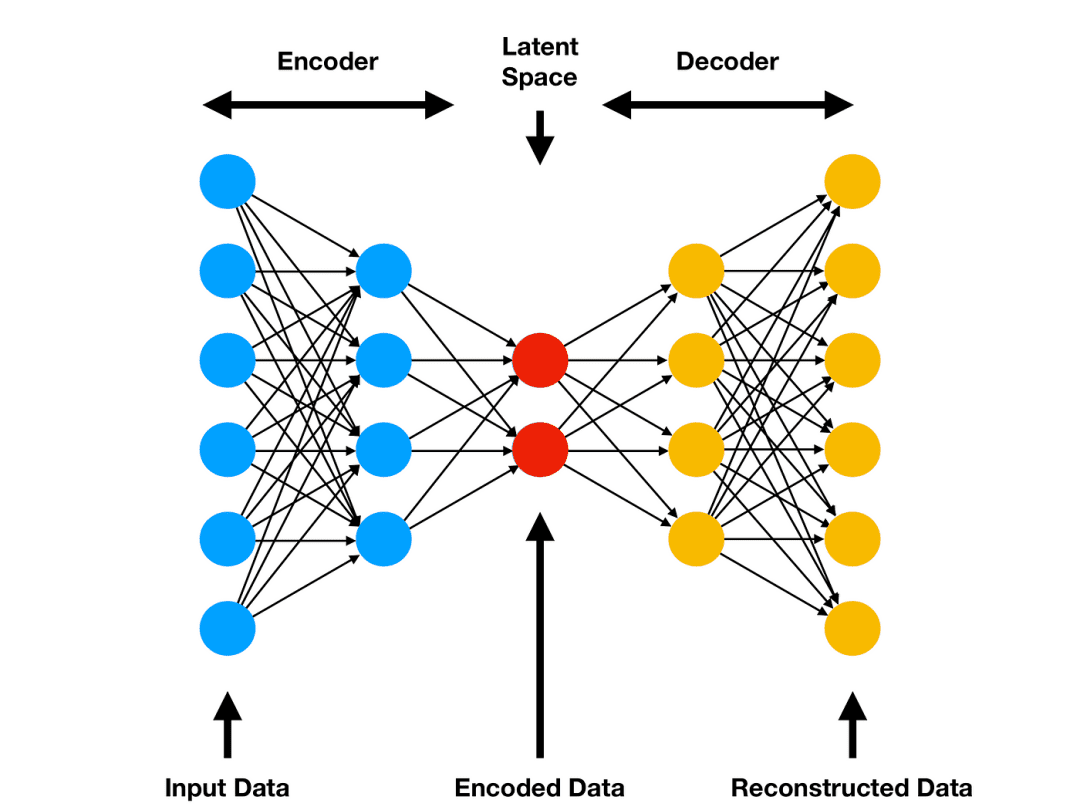 Encoder
Latent
Space
Decoder
Input Data
Encoded Data
Reconstructed Data